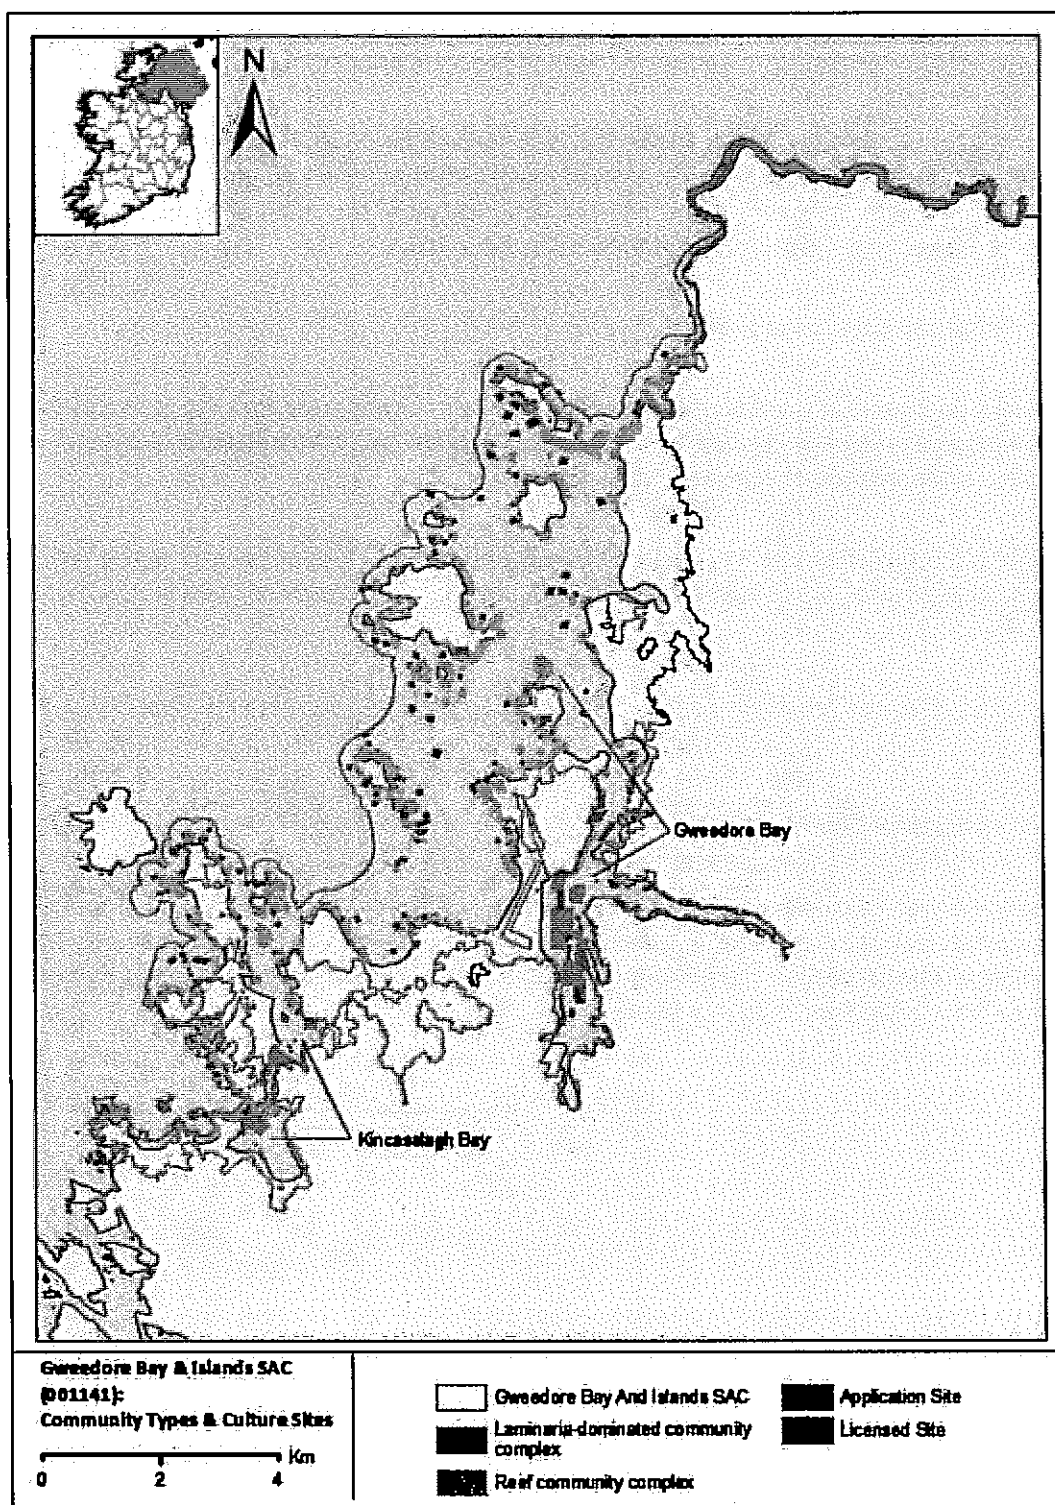 N
Gweedore Bay
Kincasslagh Bay
Gweedore Bay & Islands SAC
(001141):
Community Types & Culture Sites
Km
0 2 4
Gweedore Bay And Islands SAC
Laminaria-dominated community
complex
Reef community complex
Application Site
Licensed Site